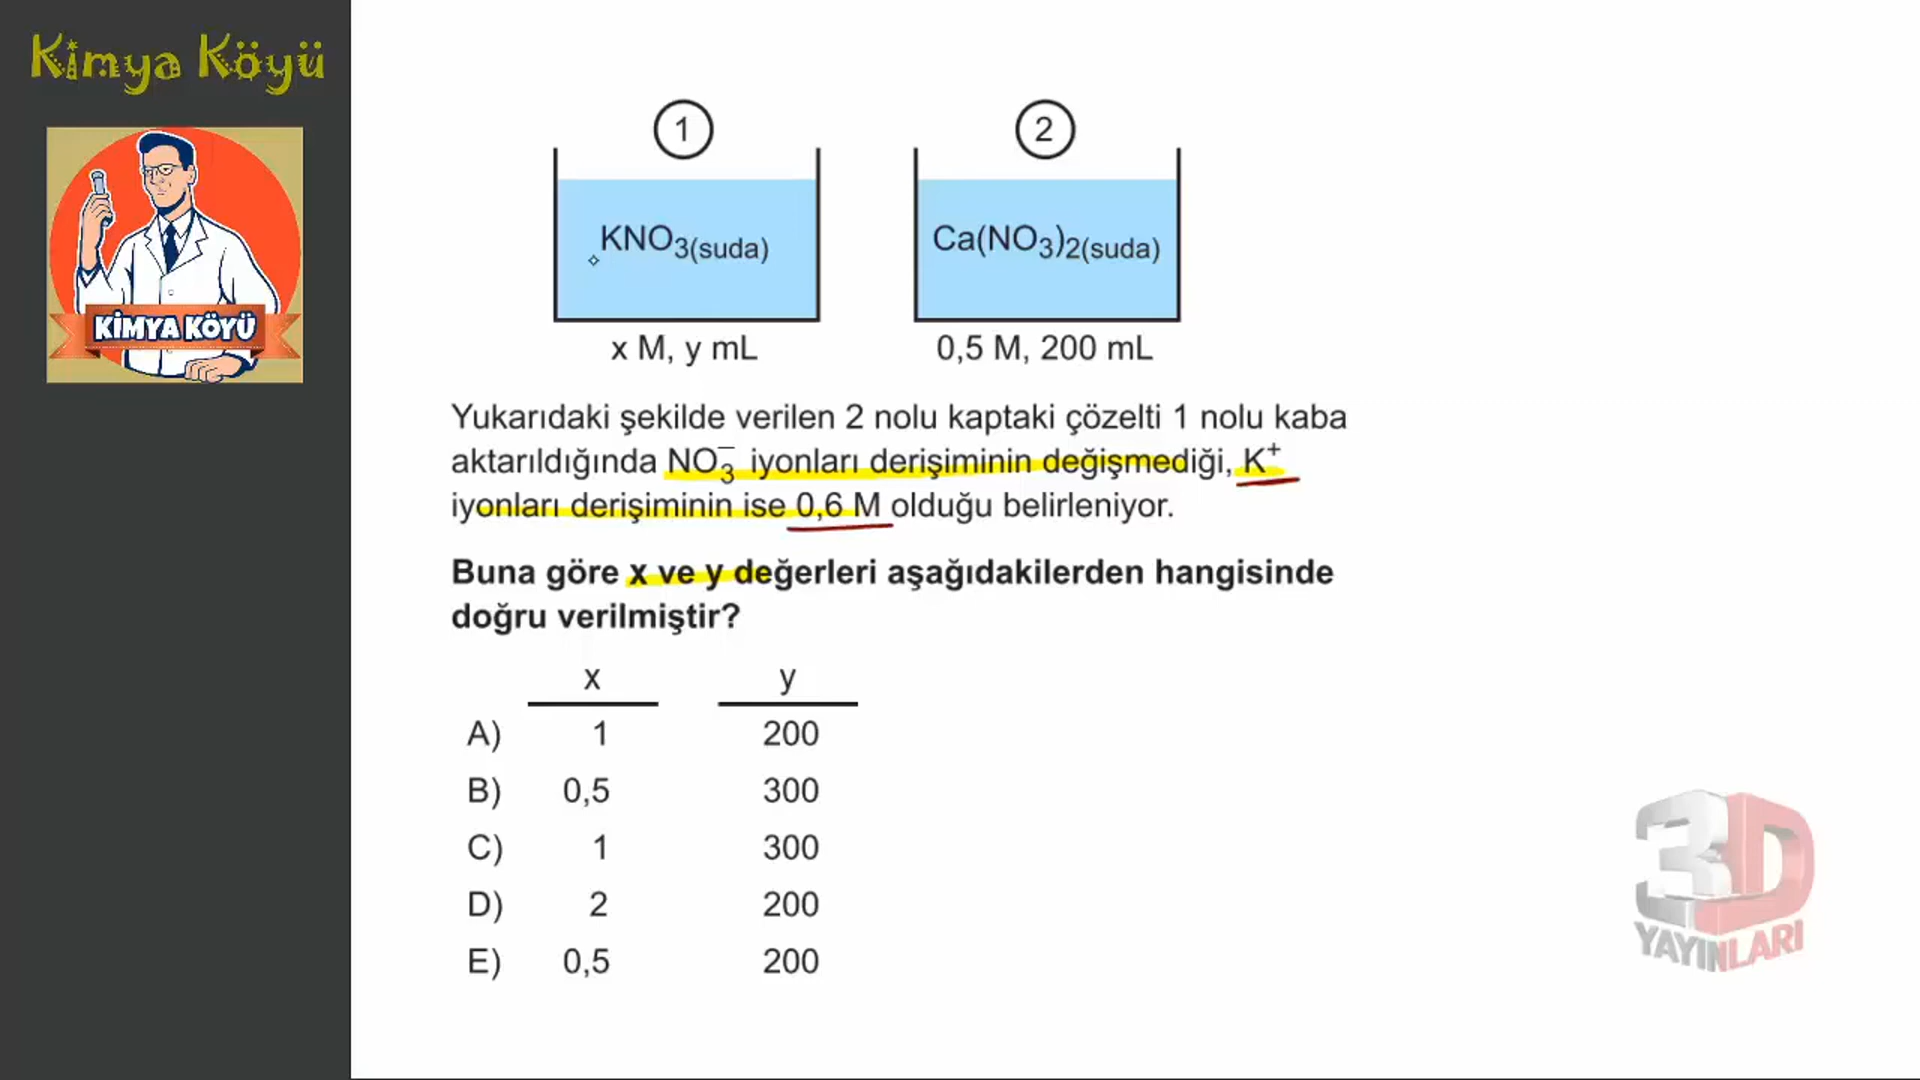 Kimya Köyü
KİMYA KÖYÜ
1
2
KNO3(suda)
Ca(NO3)2(suda)
x M, y mL
0,5 M, 200 mL
Yukarıdaki şekilde verilen 2 nolu kaptaki çözelti 1 nolu kaba
aktarıldığında NO3⁻ iyonları derişiminin değişmediği, K⁺
iyonları derişiminin ise 0,6 M olduğu belirleniyor.
Buna göre x ve y değerleri aşağıdakilerden hangisinde
doğru verilmiştir?
x y
A) 1 200
B) 0,5 300
C) 1 300
D) 2 200
E) 0,5 200
3D
YAYINLARI